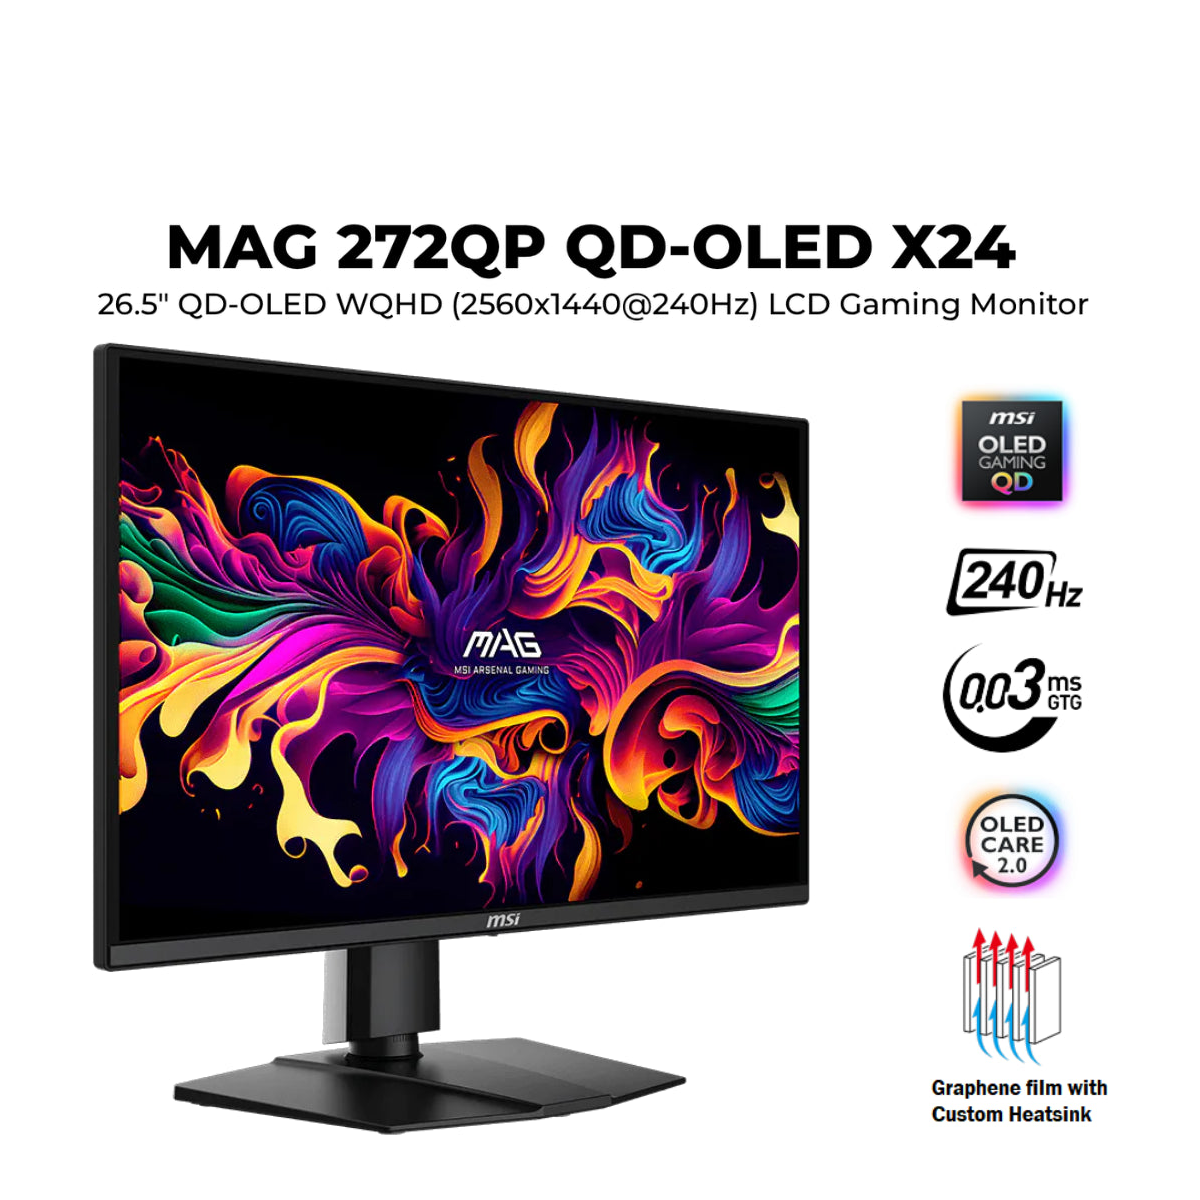 MAG 272QP QD-OLED X24
26.5" QD-OLED WQHD (2560x1440@240Hz) LCD Gaming Monitor
MAG
MSI ARSENAL GAMING
msi
msi
OLED
GAMING
QD
240Hz
0.03 ms
GTG
OLED
CARE
2.0
Graphene film with
Custom Heatsink